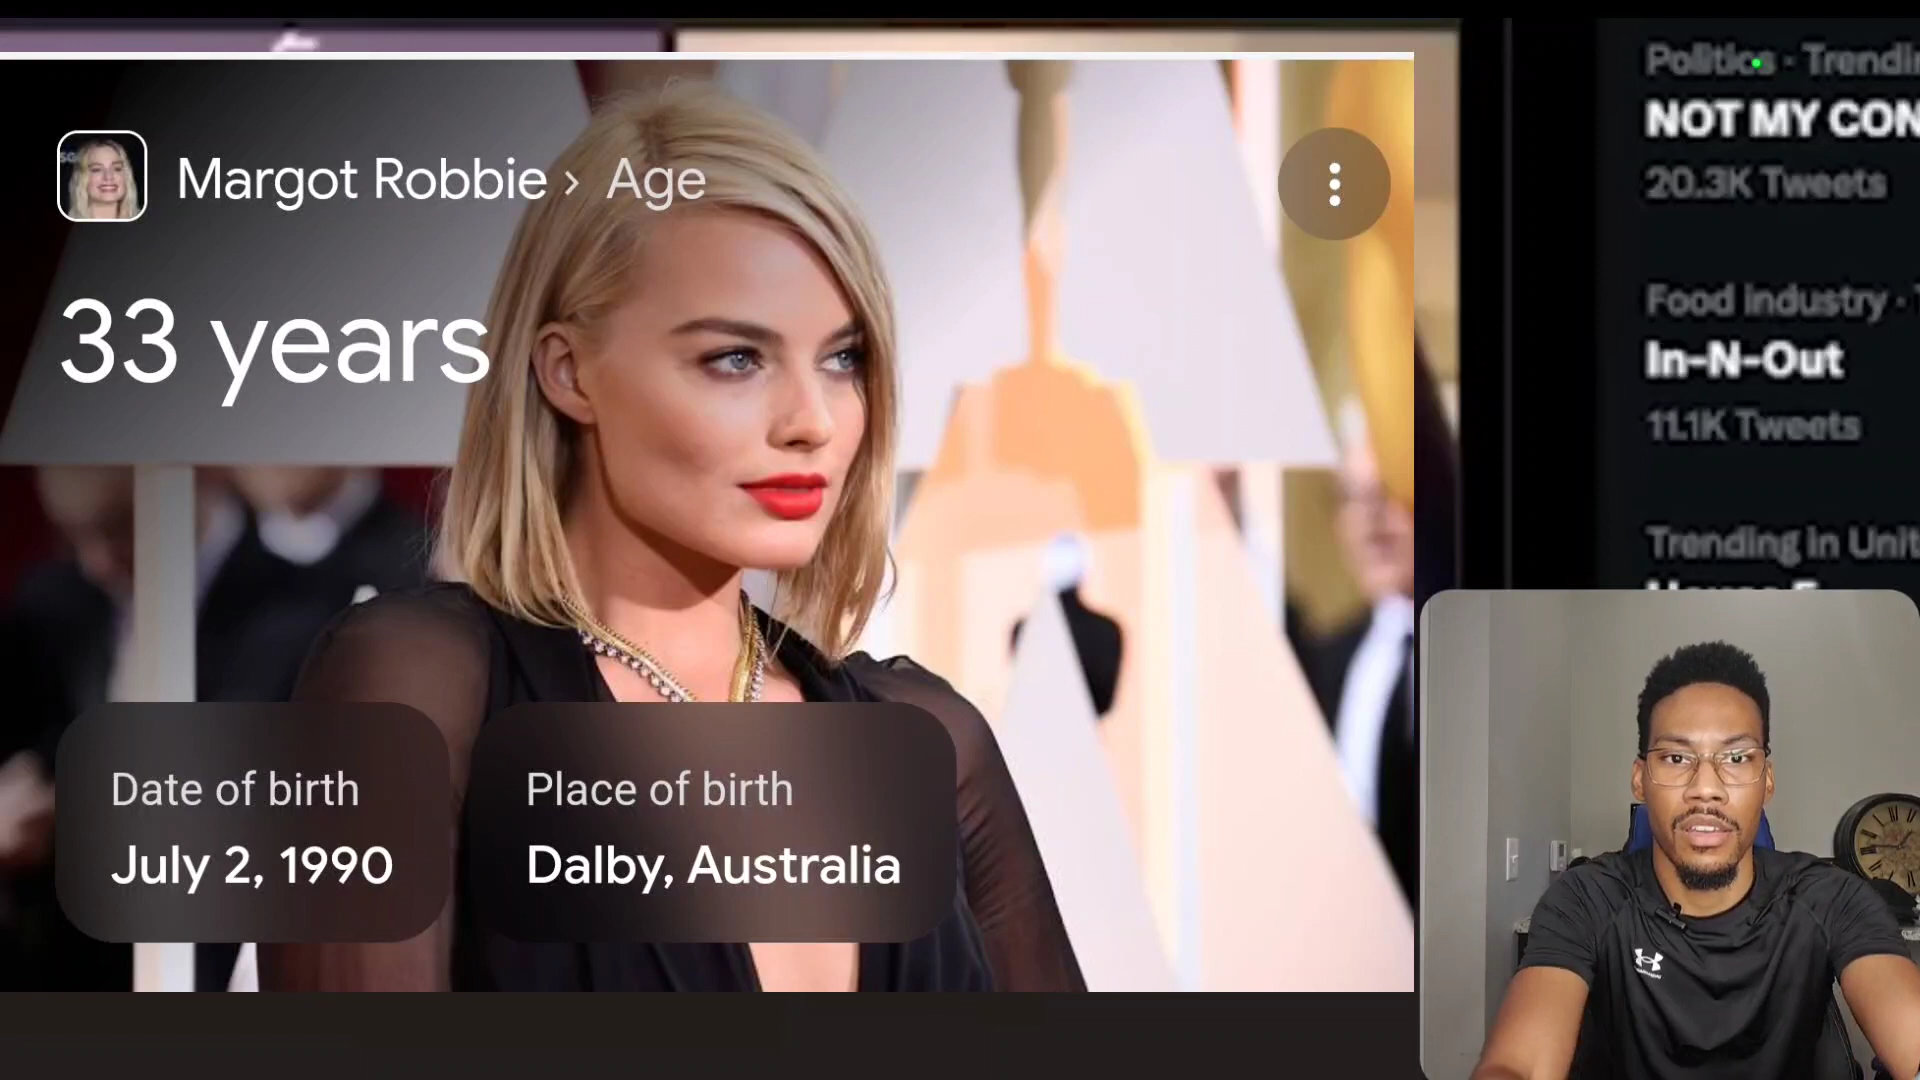 Margot Robbie › Age
33 years
Date of birth
July 2, 1990
Place of birth
Dalby, Australia
Politics · Trendin
NOT MY CON
20.3K Tweets
Food industry ·
In-N-Out
11.1K Tweets
Trending in Unit